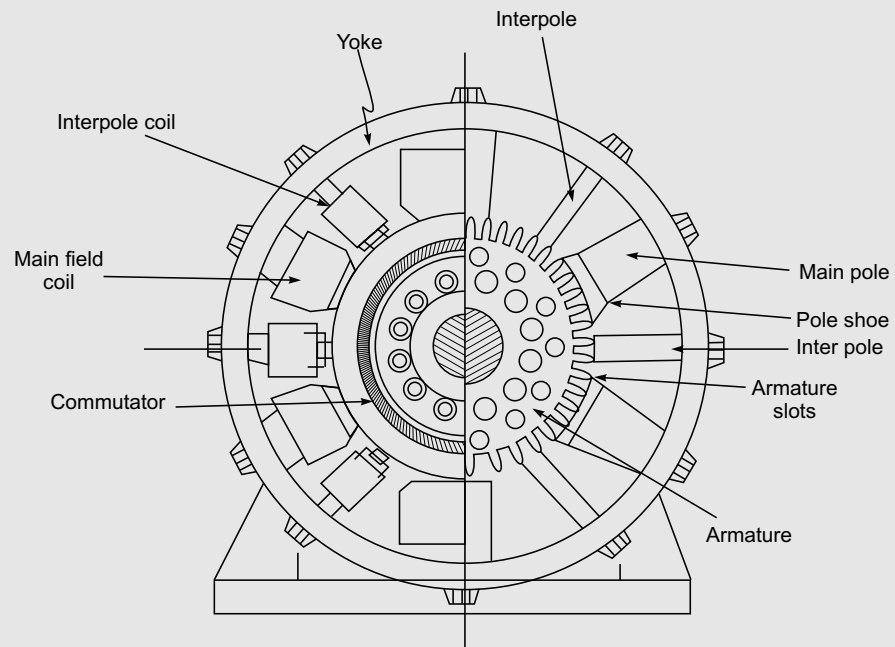 Interpole
Yoke
Interpole coil
Main field
coil
Main pole
Pole shoe
Inter pole
Armature
slots
Commutator
Armature